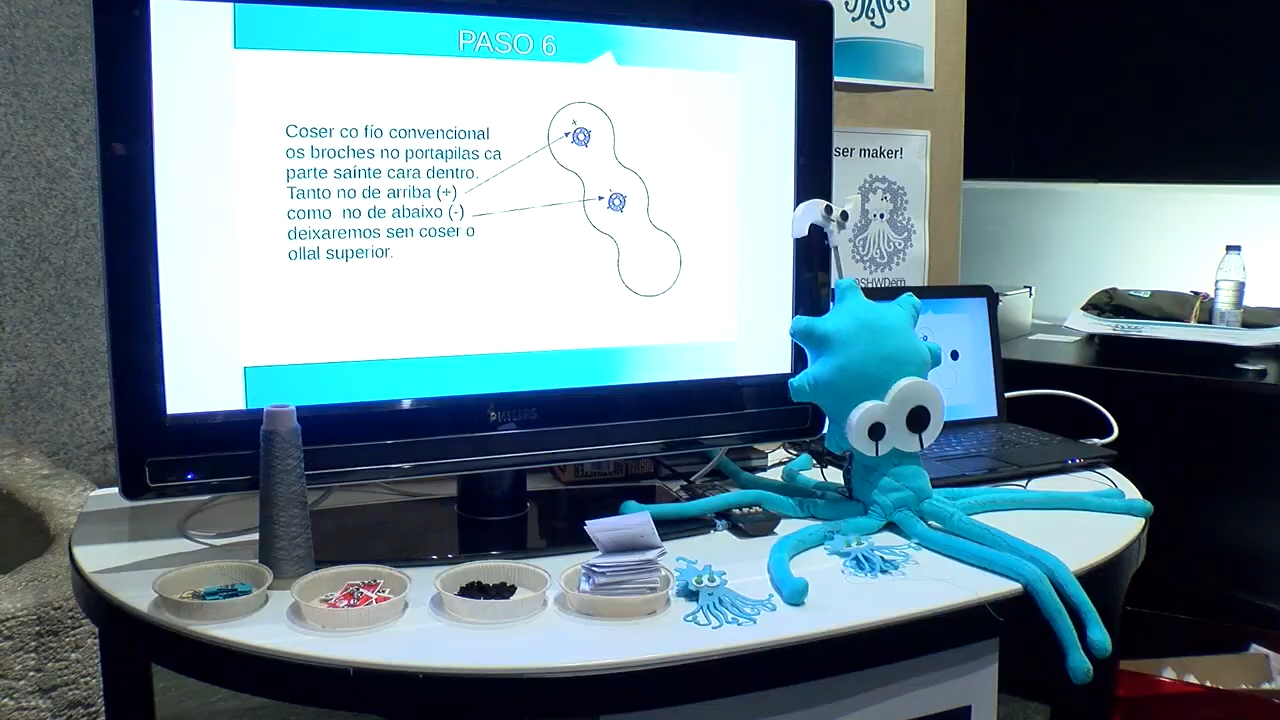 PASO 6
Coser co fío convencional
os broches no portapilas ca
parte saínte cara dentro.
Tanto no de arriba (+)
como no de abaixo (-)
deixaremos sen coser o
ollal superior.
+
-
ser maker!
OSHWDem
PHILIPS